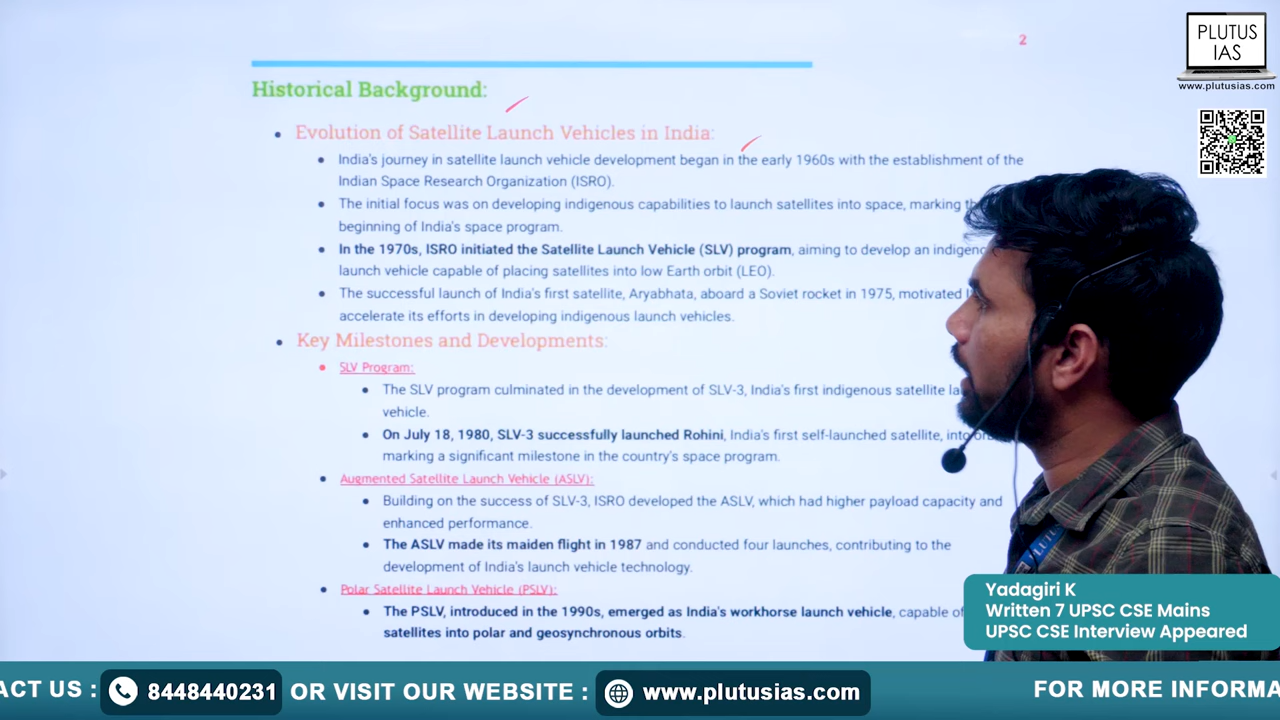 2
PLUTUS
IAS
www.plutusias.com
Historical Background:
Evolution of Satellite Launch Vehicles in India:
India's journey in satellite launch vehicle development began in the early 1960s with the establishment of the
Indian Space Research Organization (ISRO).
The initial focus was on developing indigenous capabilities to launch satellites into space, marking
beginning of India's space program.
In the 1970s, ISRO initiated the Satellite Launch Vehicle (SLV) program, aiming to develop an
launch vehicle capable of placing satellites into low Earth orbit (LEO).
The successful launch of India's first satellite, Aryabhata, aboard a Soviet rocket in 1975, motivated
accelerate its efforts in developing indigenous launch vehicles.
Key Milestones and Developments:
SLV Program:
The SLV program culminated in the development of SLV-3, India's first indigenous satellite
vehicle.
On July 18, 1980, SLV-3 successfully launched Rohini, India's first self-launched satellite, into
marking a significant milestone in the country's space program.
Augmented Satellite Launch Vehicle (ASLV):
Building on the success of SLV-3, ISRO developed the ASLV, which had higher payload capacity and
enhanced performance.
The ASLV made its maiden flight in 1987 and conducted four launches, contributing to the
development of India's launch vehicle technology.
Polar Satellite Launch Vehicle (PSLV):
The PSLV, introduced in the 1990s, emerged as India's workhorse launch vehicle, capable of
satellites into polar and geosynchronous orbits.
PLUTUS
Yadagiri K
Written 7 UPSC CSE Mains
UPSC CSE Interview Appeared
ACT US : 8448440231 OR VISIT OUR WEBSITE : www.plutusias.com FOR MORE INFORMA